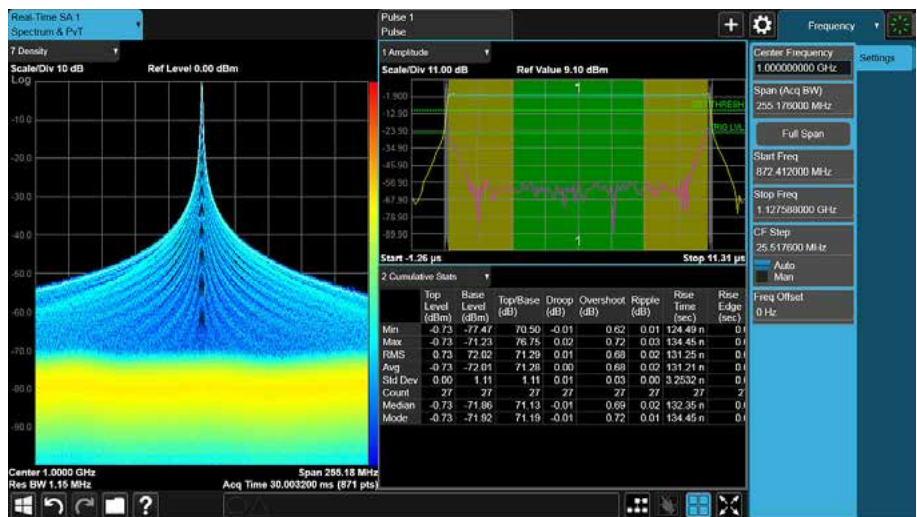 Real-Time SA 1
Spectrum & PvT
7 Density
Scale/Div 10 dB Ref Level 0.00 dBm
Log
-10.0
-20.0
-30.0
-40.0
-50.0
-60.0
-70.0
-80.0
-90.0
Center 1.0000 GHz Span 255.18 MHz
Res BW 1.15 MHz Acq Time 30.003200 ms (871 pts)
Pulse 1
Pulse
1 Amplitude
Scale/Div 11.00 dB Ref Value 9.10 dBm
1
-1.900
-12.90
-23.90
-34.90
-45.90
-56.90
-67.90
-78.90
-89.90
THRESH
TRIG LVL
1
Start -1.26 µs Stop 11.31 µs
2 Cumulative Stats
Top Level (dBm) Base Level (dBm) Top/Base (dB) Droop (dB) Overshoot (dB) Ripple (dB) Rise Time (sec) Rise Edge (sec)
Min -0.73 -77.47 70.50 -0.01 0.62 0.01 124.49 n 0.
Max -0.73 -71.23 76.75 0.02 0.72 0.03 134.45 n 0.
RMS 0.73 72.02 71.29 0.01 0.68 0.02 131.25 n 0.
Avg -0.73 -72.01 71.28 0.00 0.68 0.02 131.21 n 0.
Std Dev 0.00 1.11 1.11 0.01 0.03 0.00 3.2532 n 0.
Count 27 27 27 27 27 27 27 2
Median -0.73 -71.86 71.13 -0.01 0.69 0.02 132.35 n 0.
Mode -0.73 -71.92 71.19 -0.01 0.72 0.01 134.45 n 0.
Frequency
Settings
Center Frequency
1.000000000 GHz
Span (Acq BW)
255.176000 MHz
Full Span
Start Freq
872.412000 MHz
Stop Freq
1.127588000 GHz
CF Step
25.517600 MHz
Auto
Man
Freq Offset
0 Hz